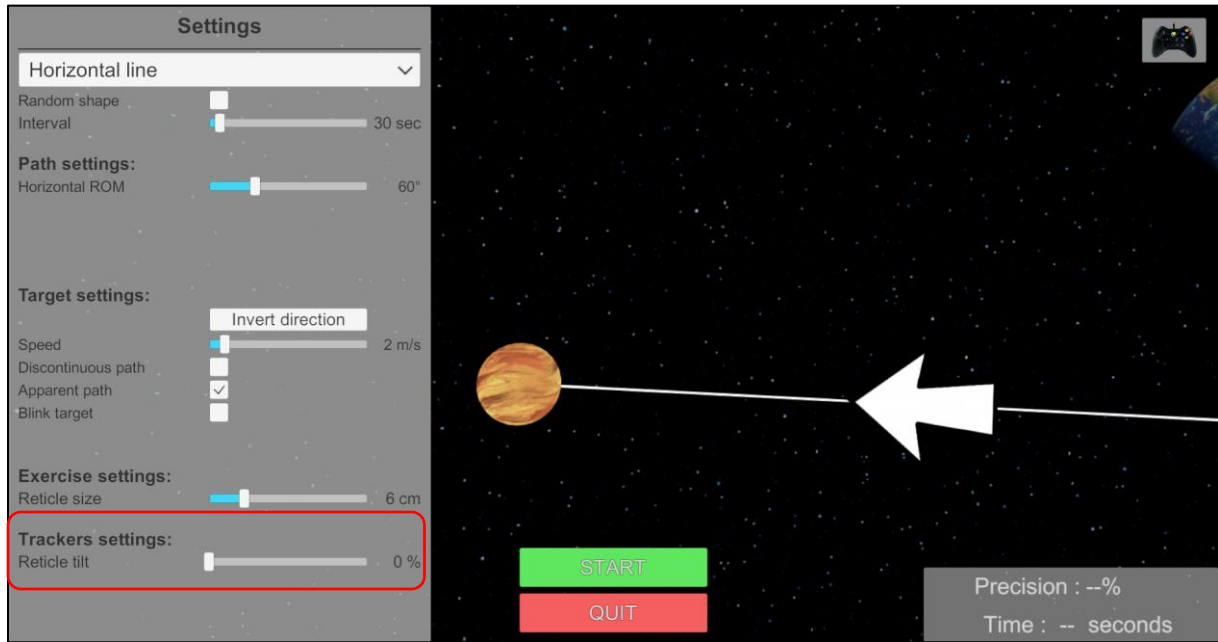 Settings
Horizontal line
Random shape
Interval 30 sec
Path settings:
Horizontal ROM 60°
Target settings:
Invert direction
Speed 2 m/s
Discontinuous path
Apparent path
Blink target
Exercise settings:
Reticle size 6 cm
Trackers settings:
Reticle tilt 0 %
START
QUIT
Precision : --%
Time : -- seconds